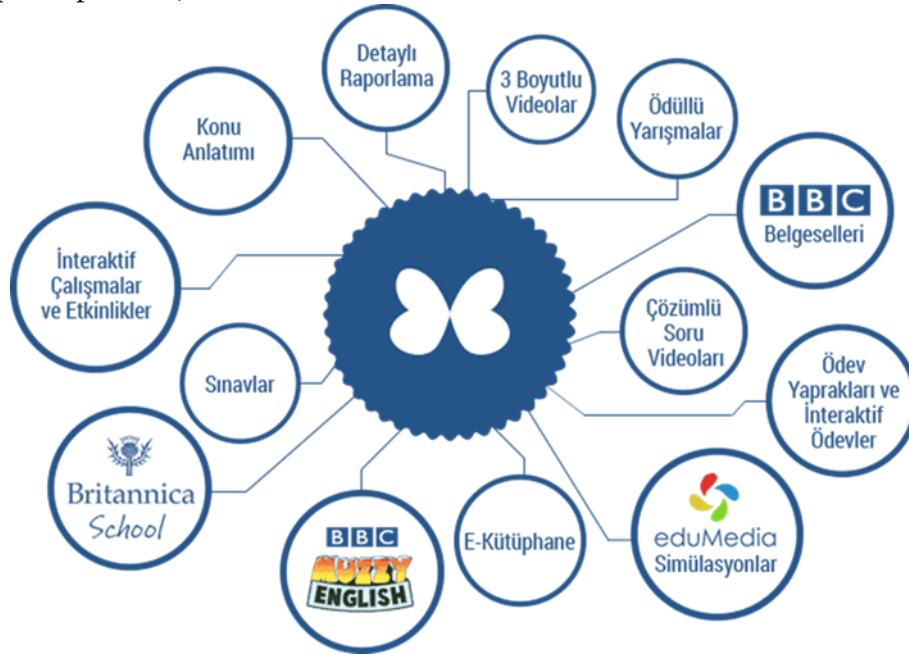 Detaylı
Raporlama
3 Boyutlu
Videolar
Ödüllü
Yarışmalar
Konu
Anlatımı
BBC
Belgeselleri
İnteraktif
Çalışmalar
ve Etkinlikler
Çözümlü
Soru
Videoları
Sınavlar
Ödev
Yaprakları ve
İnteraktif
Ödevler
Britannica
School
BBC
MUZZY
ENGLISH
E-Kütüphane
eduMedia
Simülasyonlar